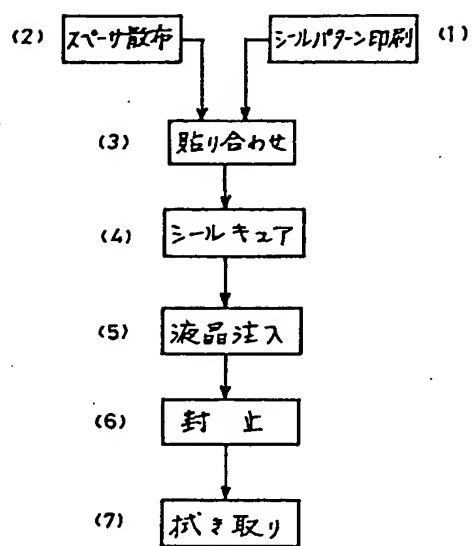 (2) スペーサ散布 シールパターン印刷 (1)
(3) 貼り合わせ
(4) シールキュア
(5) 液晶注入
(6) 封止
(7) 拭き取り